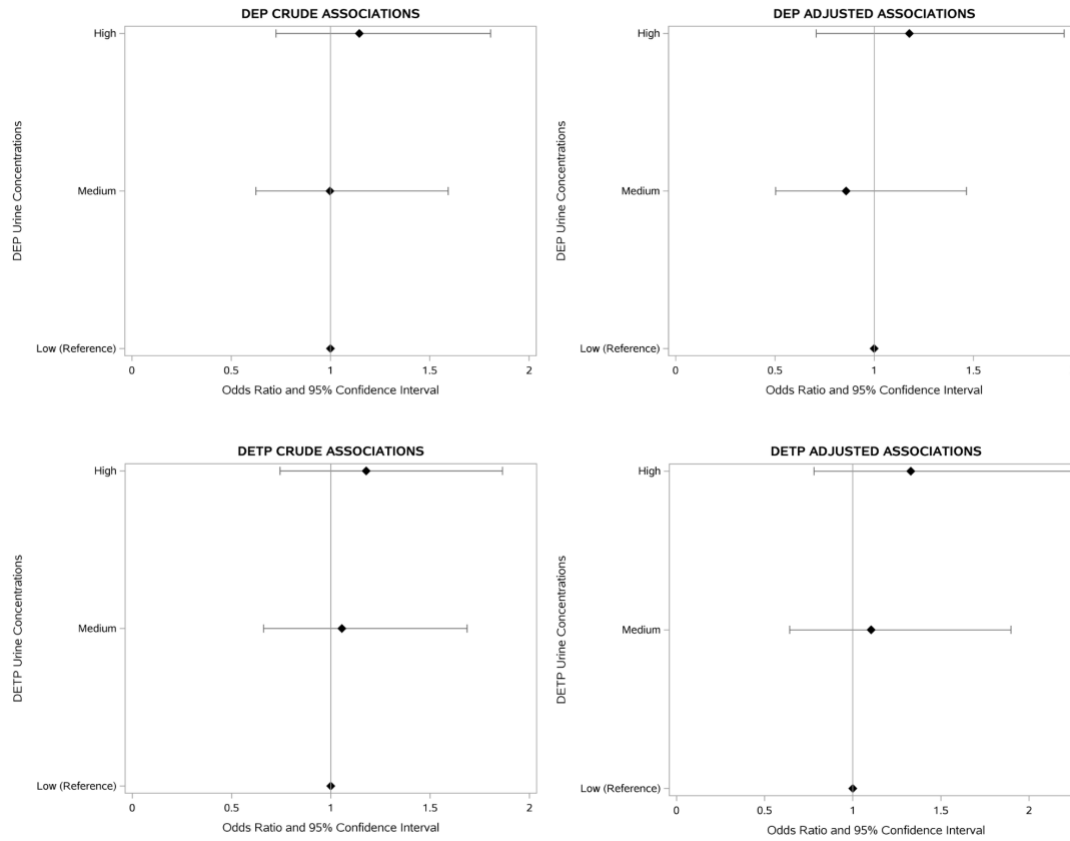 DEP CRUDE ASSOCIATIONS
High
Medium
Low (Reference)
DEP Urine Concentrations
0 0.5 1 1.5 2
Odds Ratio and 95% Confidence Interval
DEP ADJUSTED ASSOCIATIONS
High
Medium
Low (Reference)
DEP Urine Concentrations
0 0.5 1 1.5
Odds Ratio and 95% Confidence Interval
DETP CRUDE ASSOCIATIONS
High
Medium
Low (Reference)
DETP Urine Concentrations
0 0.5 1 1.5 2
Odds Ratio and 95% Confidence Interval
DETP ADJUSTED ASSOCIATIONS
High
Medium
Low (Reference)
DETP Urine Concentrations
0 0.5 1 1.5 2
Odds Ratio and 95% Confidence Interval